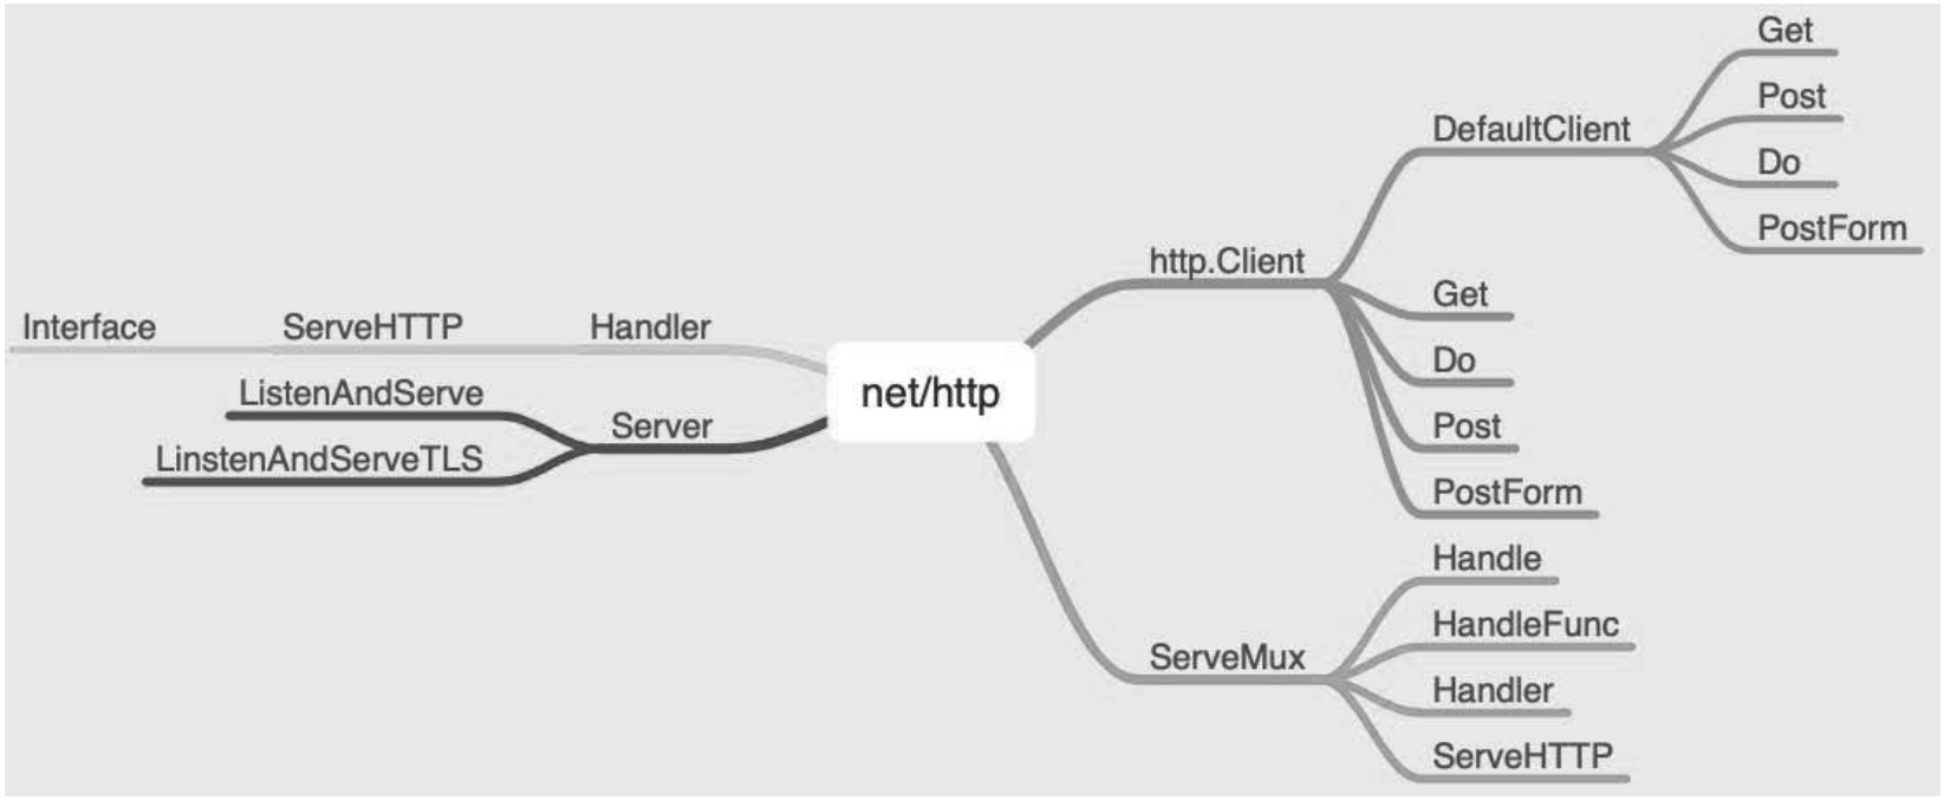 Get
Post
DefaultClient
Do
PostForm
http.Client
Get
Interface ServeHTTP Handler
Do
ListenAndServe
net/http
Server
Post
LinstenAndServeTLS
PostForm
Handle
HandleFunc
ServeMux
Handler
ServeHTTP